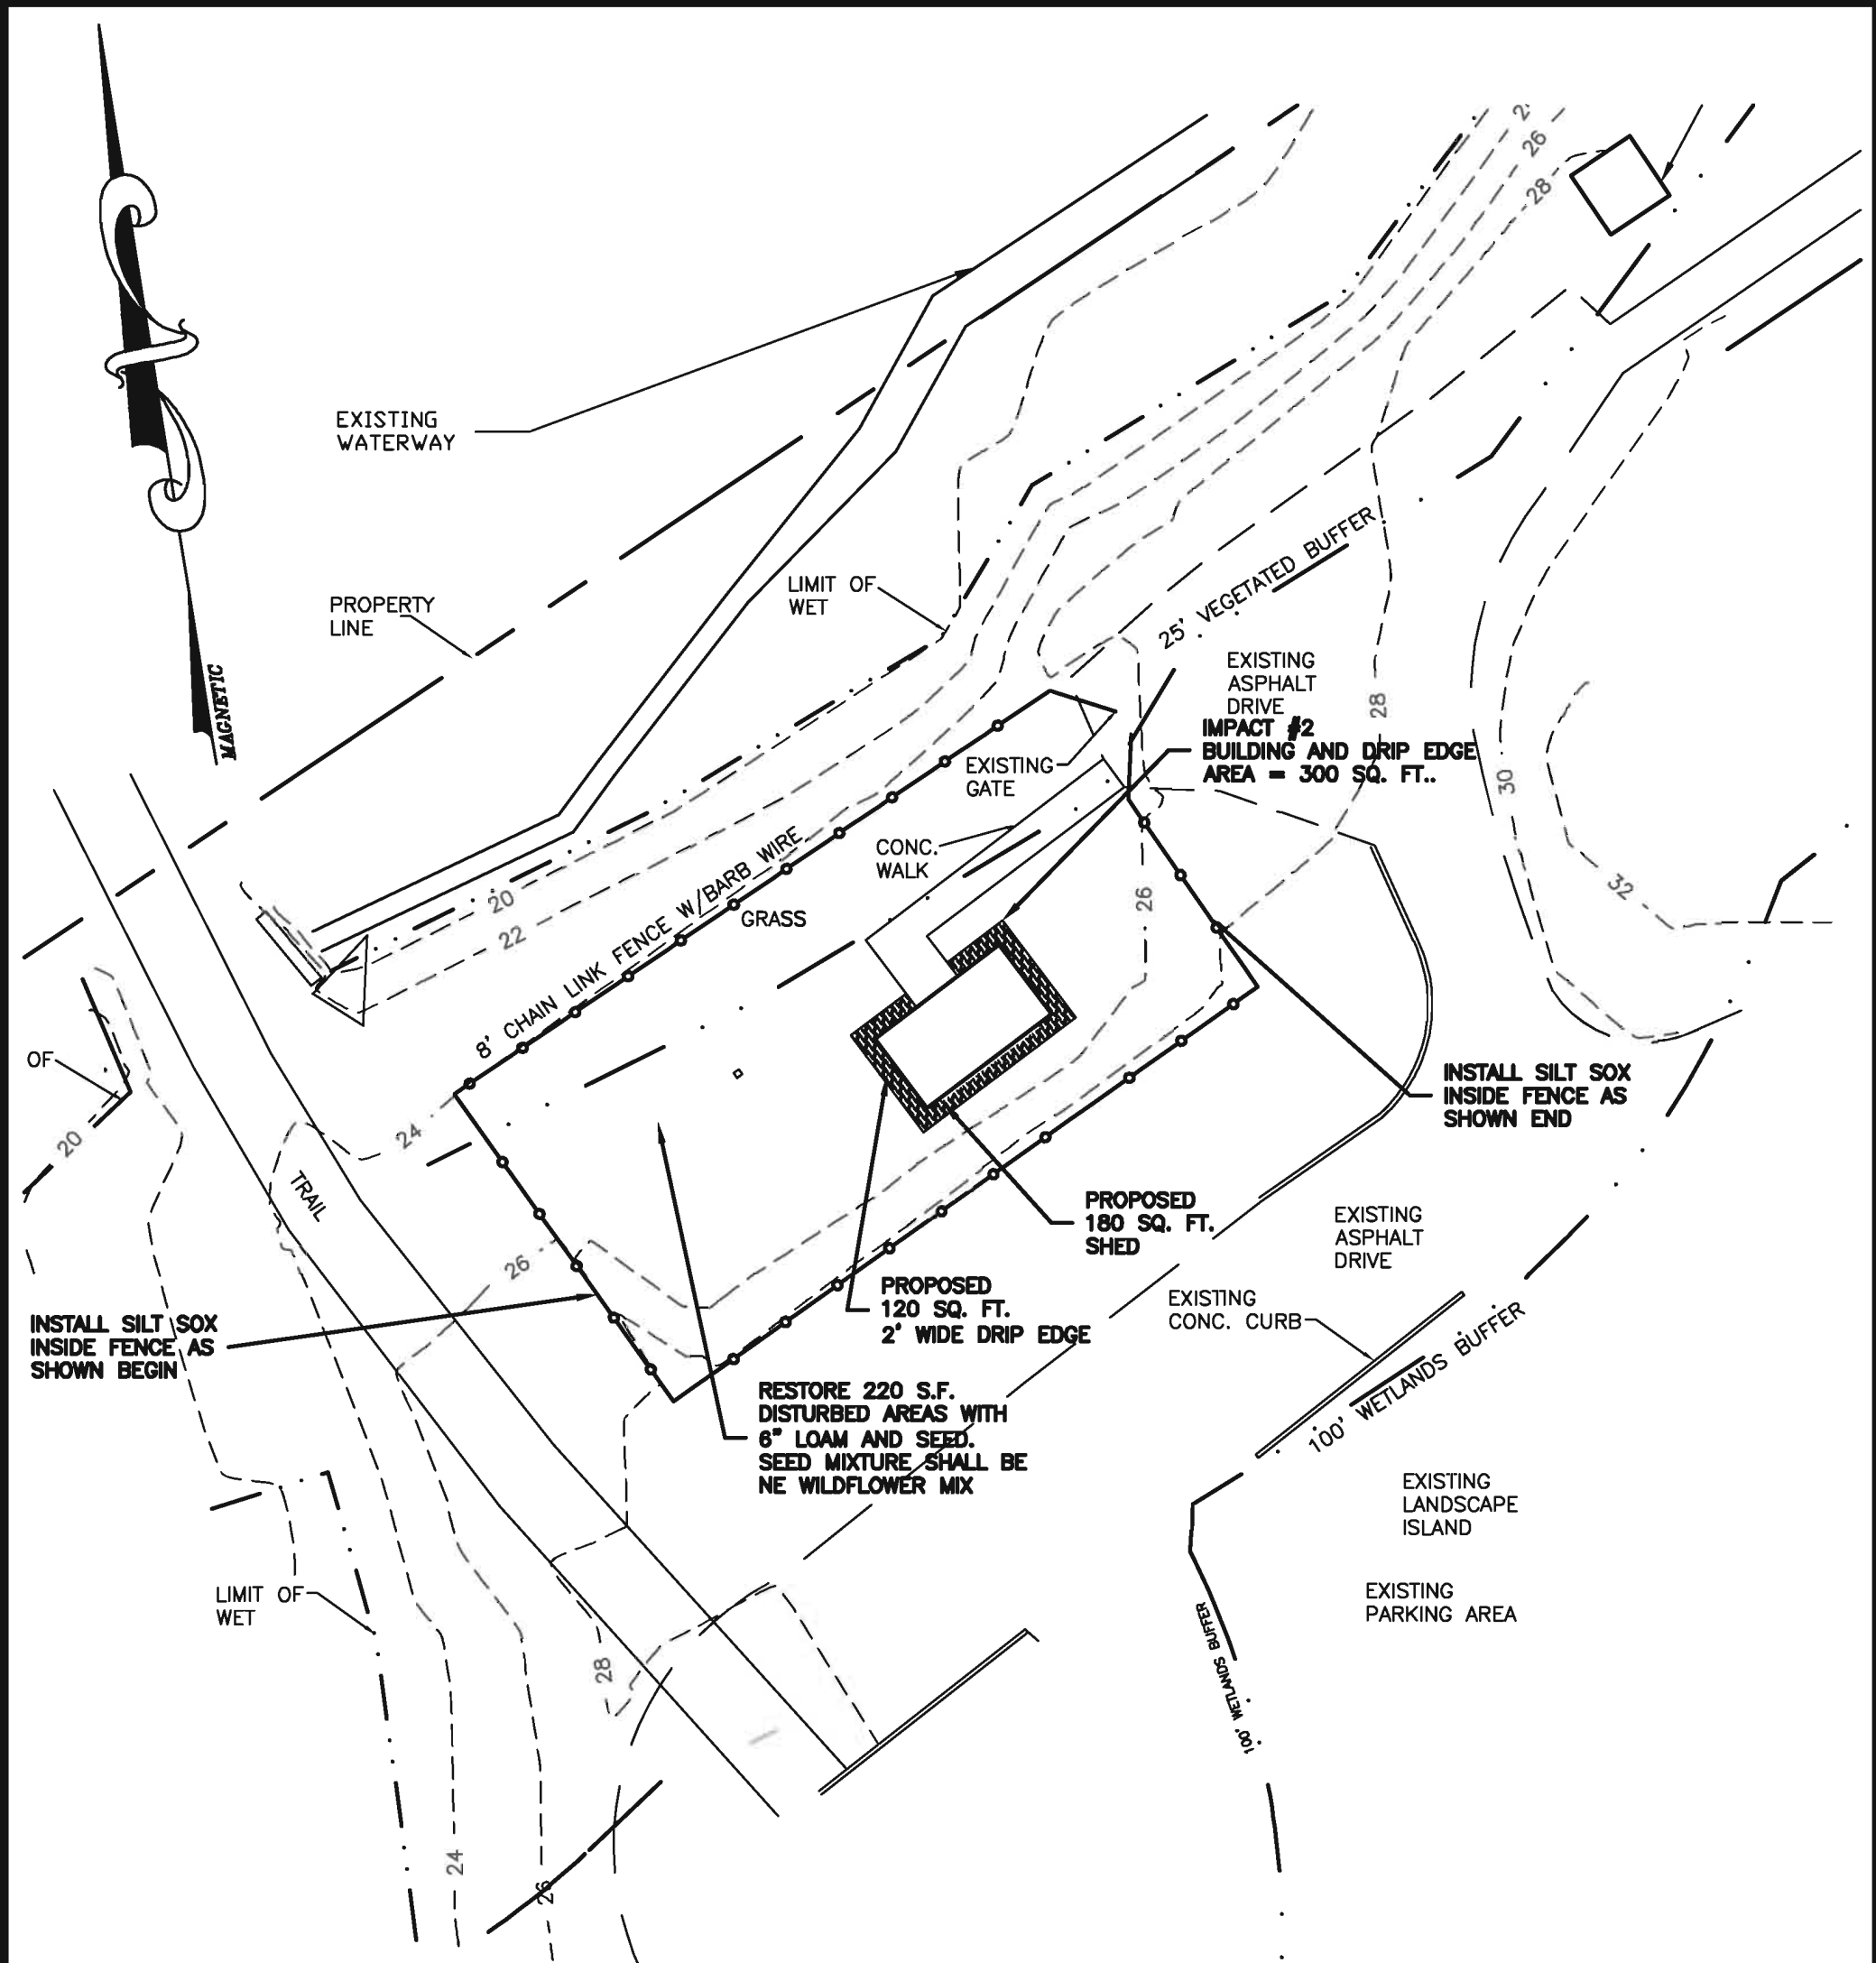 26
28
EXISTING
WATERWAY
MAGNETIC
PROPERTY
LINE
LIMIT OF
WET
25' VEGETATED BUFFER
EXISTING
ASPHALT
DRIVE
IMPACT #2
BUILDING AND DRIP EDGE
AREA = 300 SQ. FT..
28
30
EXISTING
GATE
CONC.
WALK
8' CHAIN LINK FENCE W/BARB WIRE
GRASS
20
22
26
32
OF
20
24
TRAIL
26
INSTALL SILT SOX
INSIDE FENCE AS
SHOWN END
PROPOSED
180 SQ. FT.
SHED
EXISTING
ASPHALT
DRIVE
PROPOSED
120 SQ. FT.
2' WIDE DRIP EDGE
EXISTING
CONC. CURB
INSTALL SILT SOX
INSIDE FENCE AS
SHOWN BEGIN
100' WETLANDS BUFFER
RESTORE 220 S.F.
DISTURBED AREAS WITH
6" LOAM AND SEED.
SEED MIXTURE SHALL BE
NE WILDFLOWER MIX
EXISTING
LANDSCAPE
ISLAND
EXISTING
PARKING AREA
LIMIT OF
WET
28
100' WETLANDS BUFFER
24
26